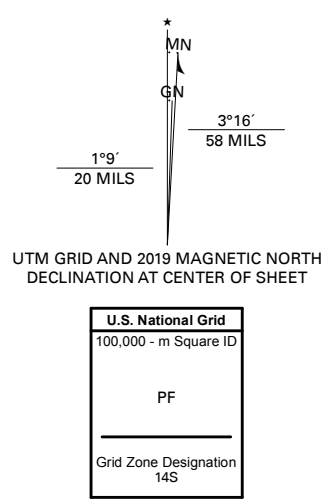 ★
MN
GN
3°16´
58 MILS
1°9´
20 MILS
UTM GRID AND 2019 MAGNETIC NORTH
DECLINATION AT CENTER OF SHEET
U.S. National Grid
100,000 - m Square ID
PF
Grid Zone Designation
14S